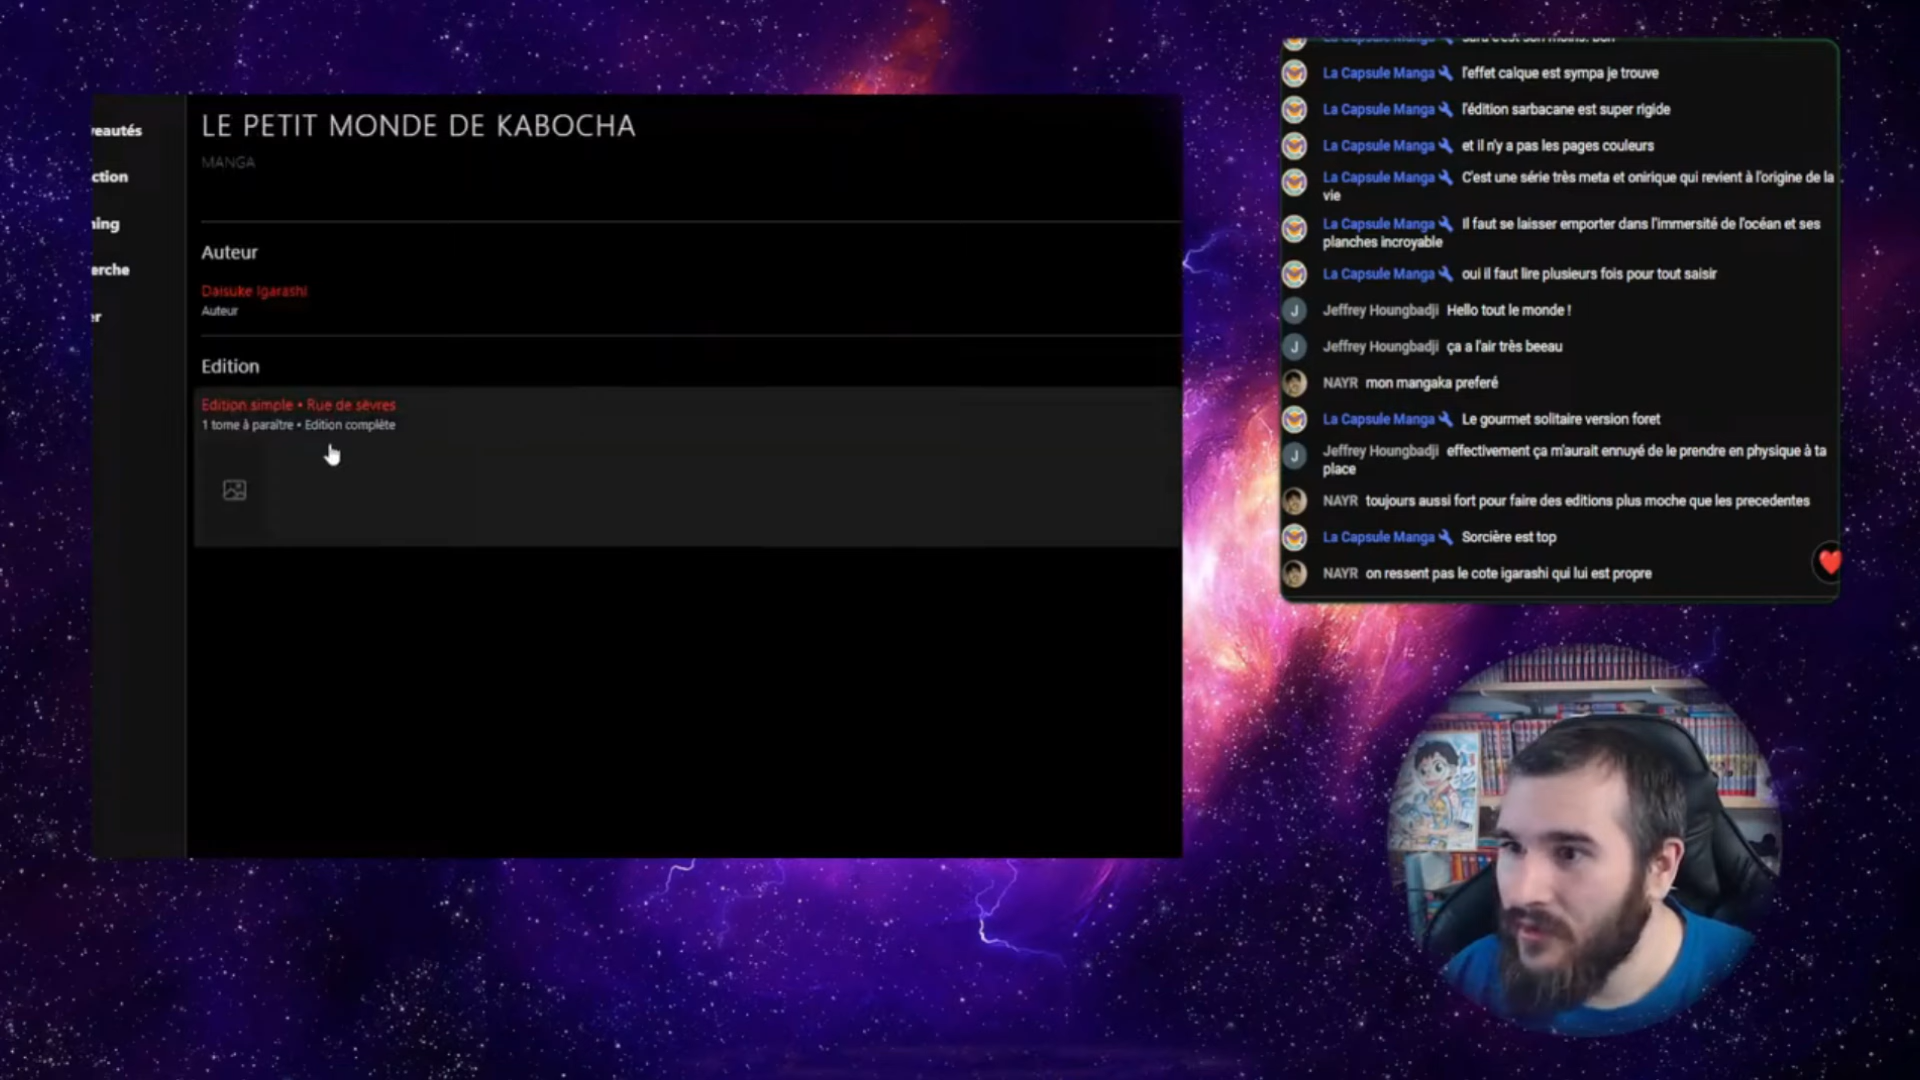 veautés
ction
ning
erche
er
LE PETIT MONDE DE KABOCHA
MANGA
Auteur
Daisuke Igarashi
Auteur
Edition
Edition simple • Rue de sèvres
1 tome à paraître • Edition complète
La Capsule Manga l'effet calque est sympa je trouve
La Capsule Manga l'édition sarbacane est super rigide
La Capsule Manga et il n'y a pas les pages couleurs
La Capsule Manga C'est une série très meta et onirique qui revient à l'origine de la
vie
La Capsule Manga Il faut se laisser emporter dans l'immersité de l'océan et ses
planches incroyable
La Capsule Manga oui il faut lire plusieurs fois pour tout saisir
J Jeffrey Houngbadji Hello tout le monde !
J Jeffrey Houngbadji ça a l'air très beeau
NAYR mon mangaka preferé
La Capsule Manga Le gourmet solitaire version foret
J Jeffrey Houngbadji effectivement ça m'aurait ennuyé de le prendre en physique à ta
place
NAYR toujours aussi fort pour faire des editions plus moche que les precedentes
La Capsule Manga Sorcière est top
NAYR on ressent pas le cote igarashi qui lui est propre